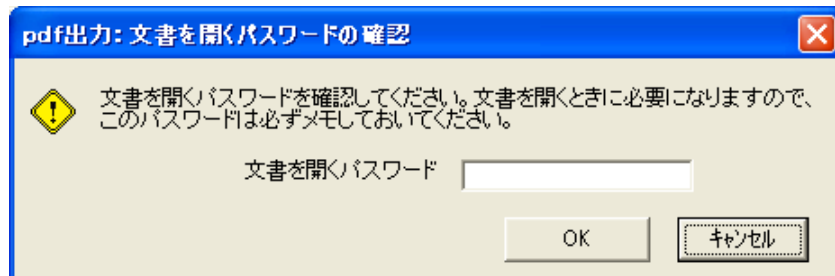 pdf出力: 文書を開くパスワードの確認
文書を開くパスワードを確認してください。文書を開くときに必要になりますので、
このパスワードは必ずメモしておいてください。
文書を開くパスワード
OK キャンセル